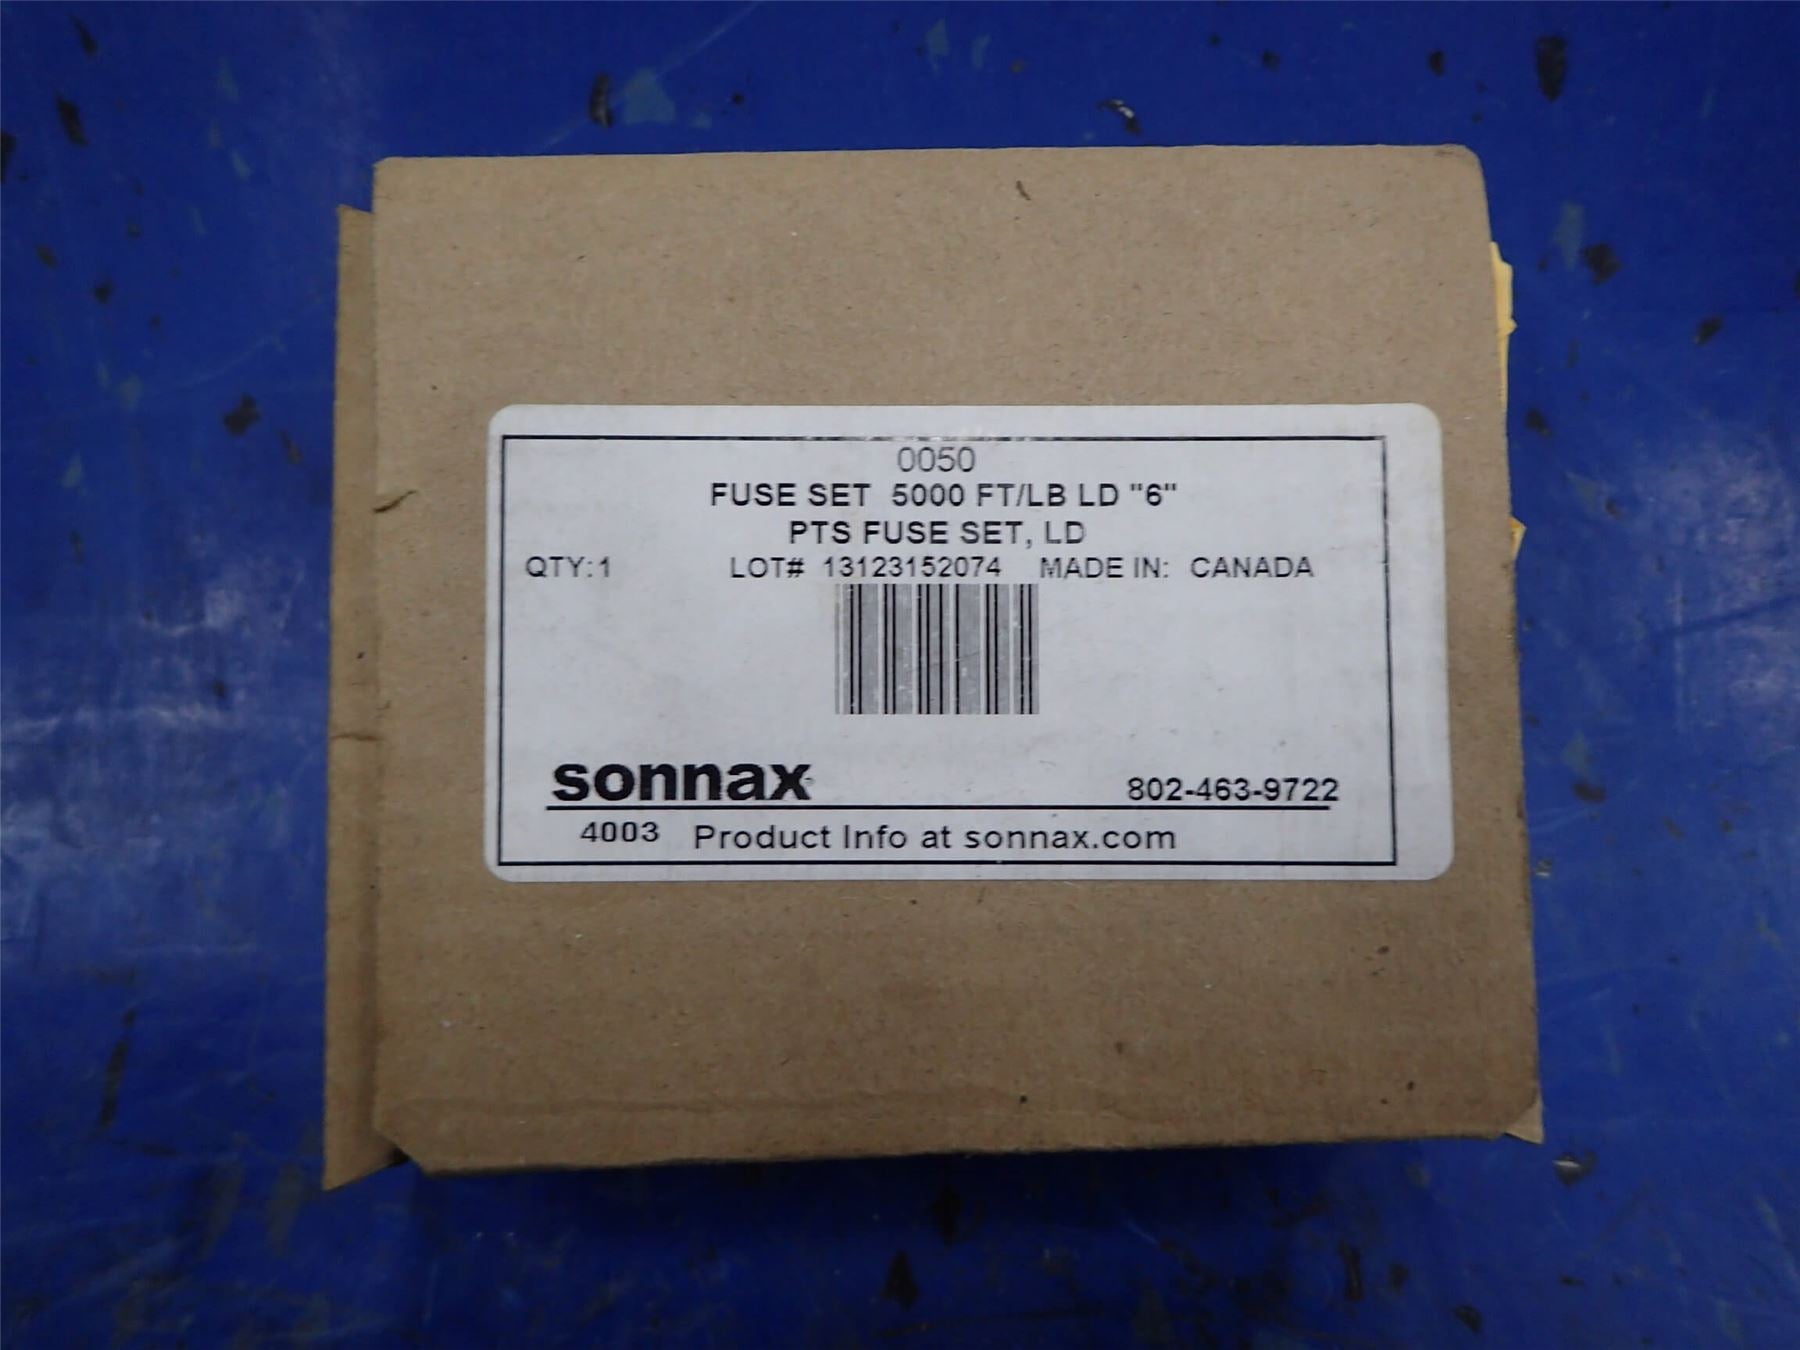 0050
FUSE SET 5000 FT/LB LD "6"
PTS FUSE SET, LD
QTY:1 LOT# 13123152074 MADE IN: CANADA
sonnax 802-463-9722
4003 Product Info at sonnax.com